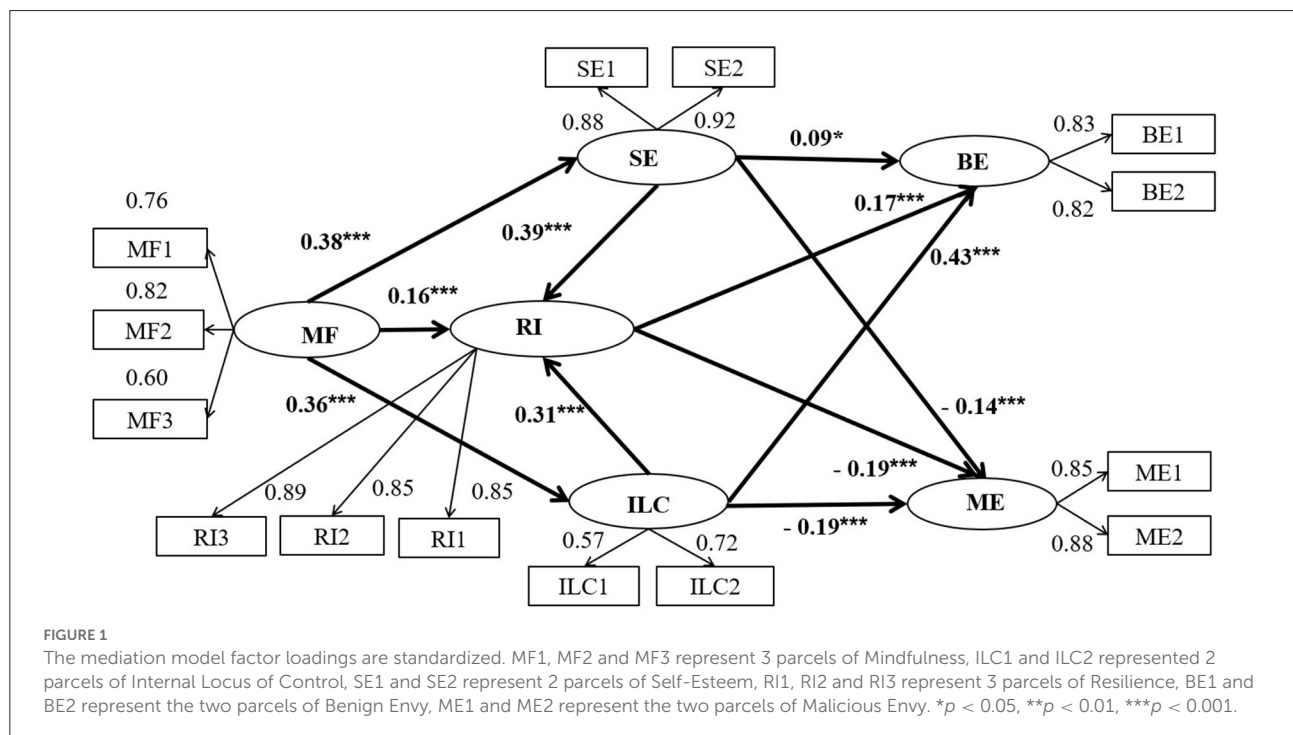 SE1 SE2
0.88 0.92
SE
0.09*
BE
0.83
BE1
BE2
0.82
0.76
MF1
0.82
MF2
0.60
MF3
MF
0.38***
0.39***
0.17***
0.43***
0.16***
RI
0.36***
0.31***
- 0.14***
- 0.19***
0.89 0.85 0.85
RI3 RI2 RI1
ILC
- 0.19***
ME
0.85
ME1
ME2
0.88
0.57 0.72
ILC1 ILC2
FIGURE 1
The mediation model factor loadings are standardized. MF1, MF2 and MF3 represent 3 parcels of Mindfulness, ILC1 and ILC2 represented 2
parcels of Internal Locus of Control, SE1 and SE2 represent 2 parcels of Self-Esteem, RI1, RI2 and RI3 represent 3 parcels of Resilience, BE1 and
BE2 represent the two parcels of Benign Envy, ME1 and ME2 represent the two parcels of Malicious Envy. *p < 0.05, **p < 0.01, ***p < 0.001.